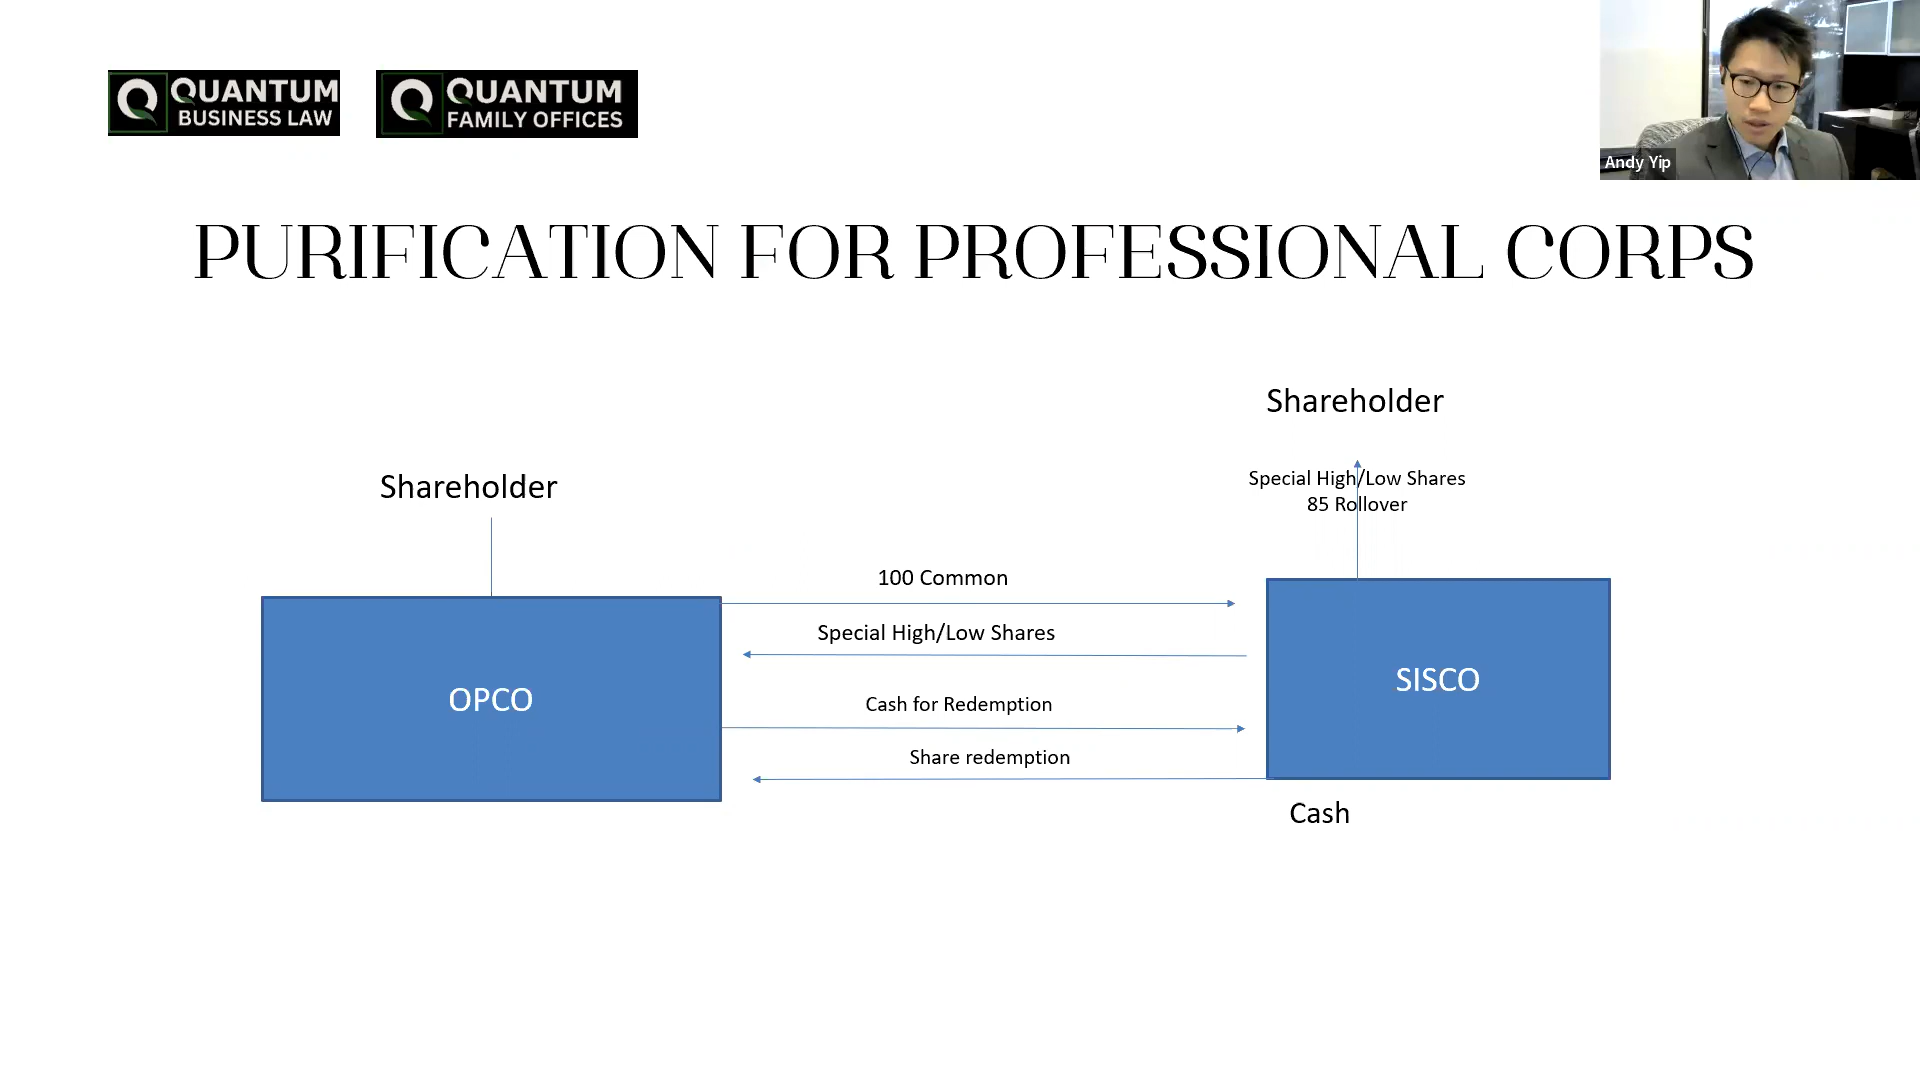 QUANTUM
BUSINESS LAW
QUANTUM
FAMILY OFFICES
Andy Yip
PURIFICATION FOR PROFESSIONAL CORPS
Shareholder
Special High/Low Shares
85 Rollover
Shareholder
100 Common
Special High/Low Shares
Cash for Redemption
Share redemption
OPCO
SISCO
Cash